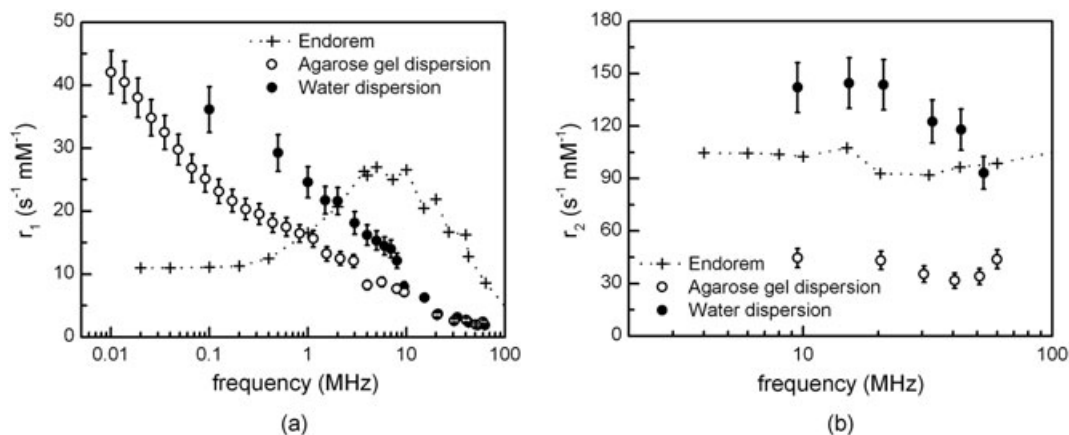 50
40
30
20
10
0
r₁ (s⁻¹ mM⁻¹)
Endorem
Agarose gel dispersion
Water dispersion
0.01 0.1 1 10 100
frequency (MHz)
(a)
180
150
120
90
60
30
0
r₂ (s⁻¹ mM⁻¹)
Endorem
Agarose gel dispersion
Water dispersion
10 100
frequency (MHz)
(b)